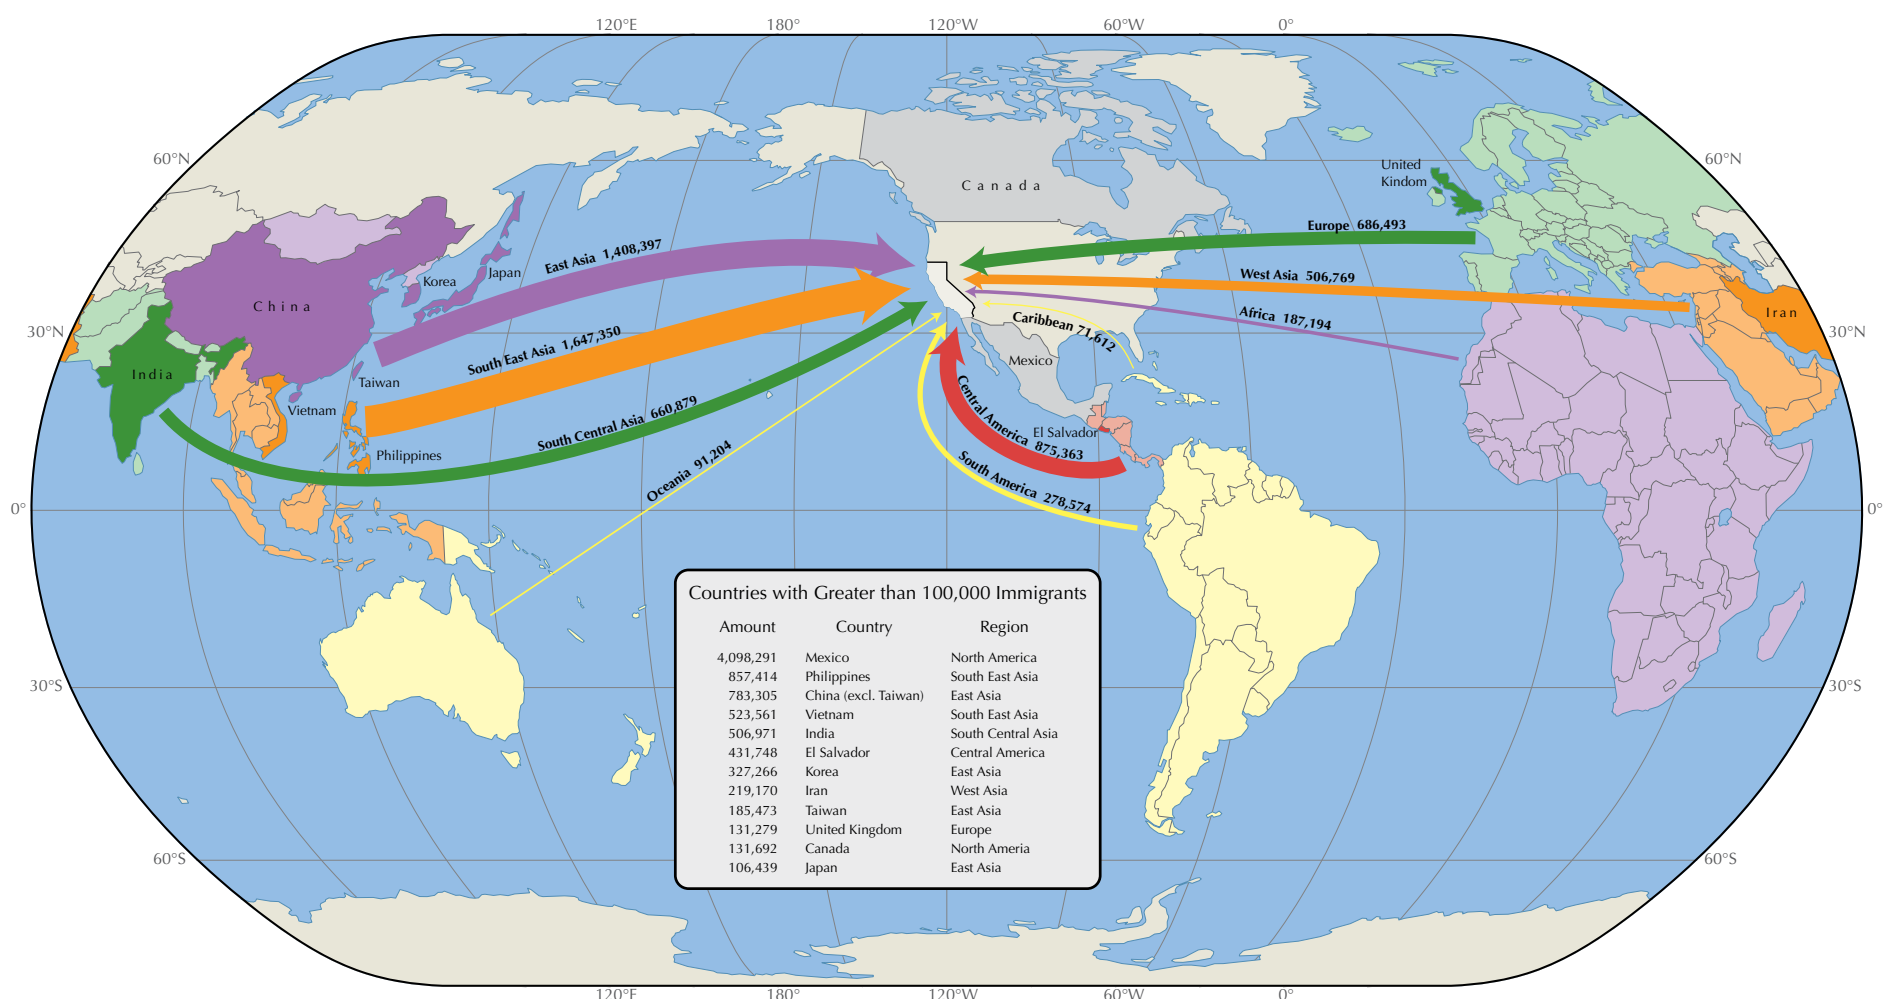 120°E 180° 120°W 60°W 0°
60°N 60°N
United
Kindom
Canada
Europe 686,493
East Asia 1,408,397
Japan
Korea
West Asia 506,769
China
Africa 187,194
Iran
Caribbean 71,612
30°N 30°N
South East Asia 1,647,350
Mexico
India
Taiwan
Vietnam
South Central Asia 660,879
Central America 875,363
El Salvador
Philippines
Oceania 91,204
South America 278,574
0° 0°
Countries with Greater than 100,000 Immigrants
Amount Country Region
4,098,291 Mexico North America
857,414 Philippines South East Asia
783,305 China (excl. Taiwan) East Asia
523,561 Vietnam South East Asia
506,971 India South Central Asia
431,748 El Salvador Central America
327,266 Korea East Asia
219,170 Iran West Asia
185,473 Taiwan East Asia
131,279 United Kingdom Europe
131,692 Canada North Ameria
106,439 Japan East Asia
30°S 30°S
60°S 60°S
120°E 180° 120°W 60°W 0°